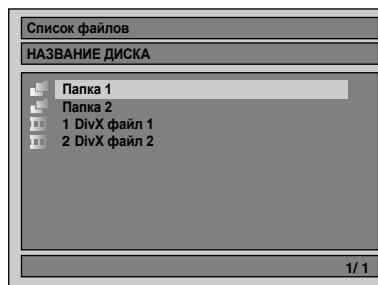 Список файлов
НАЗВАНИЕ ДИСКА
Папка 1
Папка 2
1 DivX файл 1
2 DivX файл 2
1/ 1